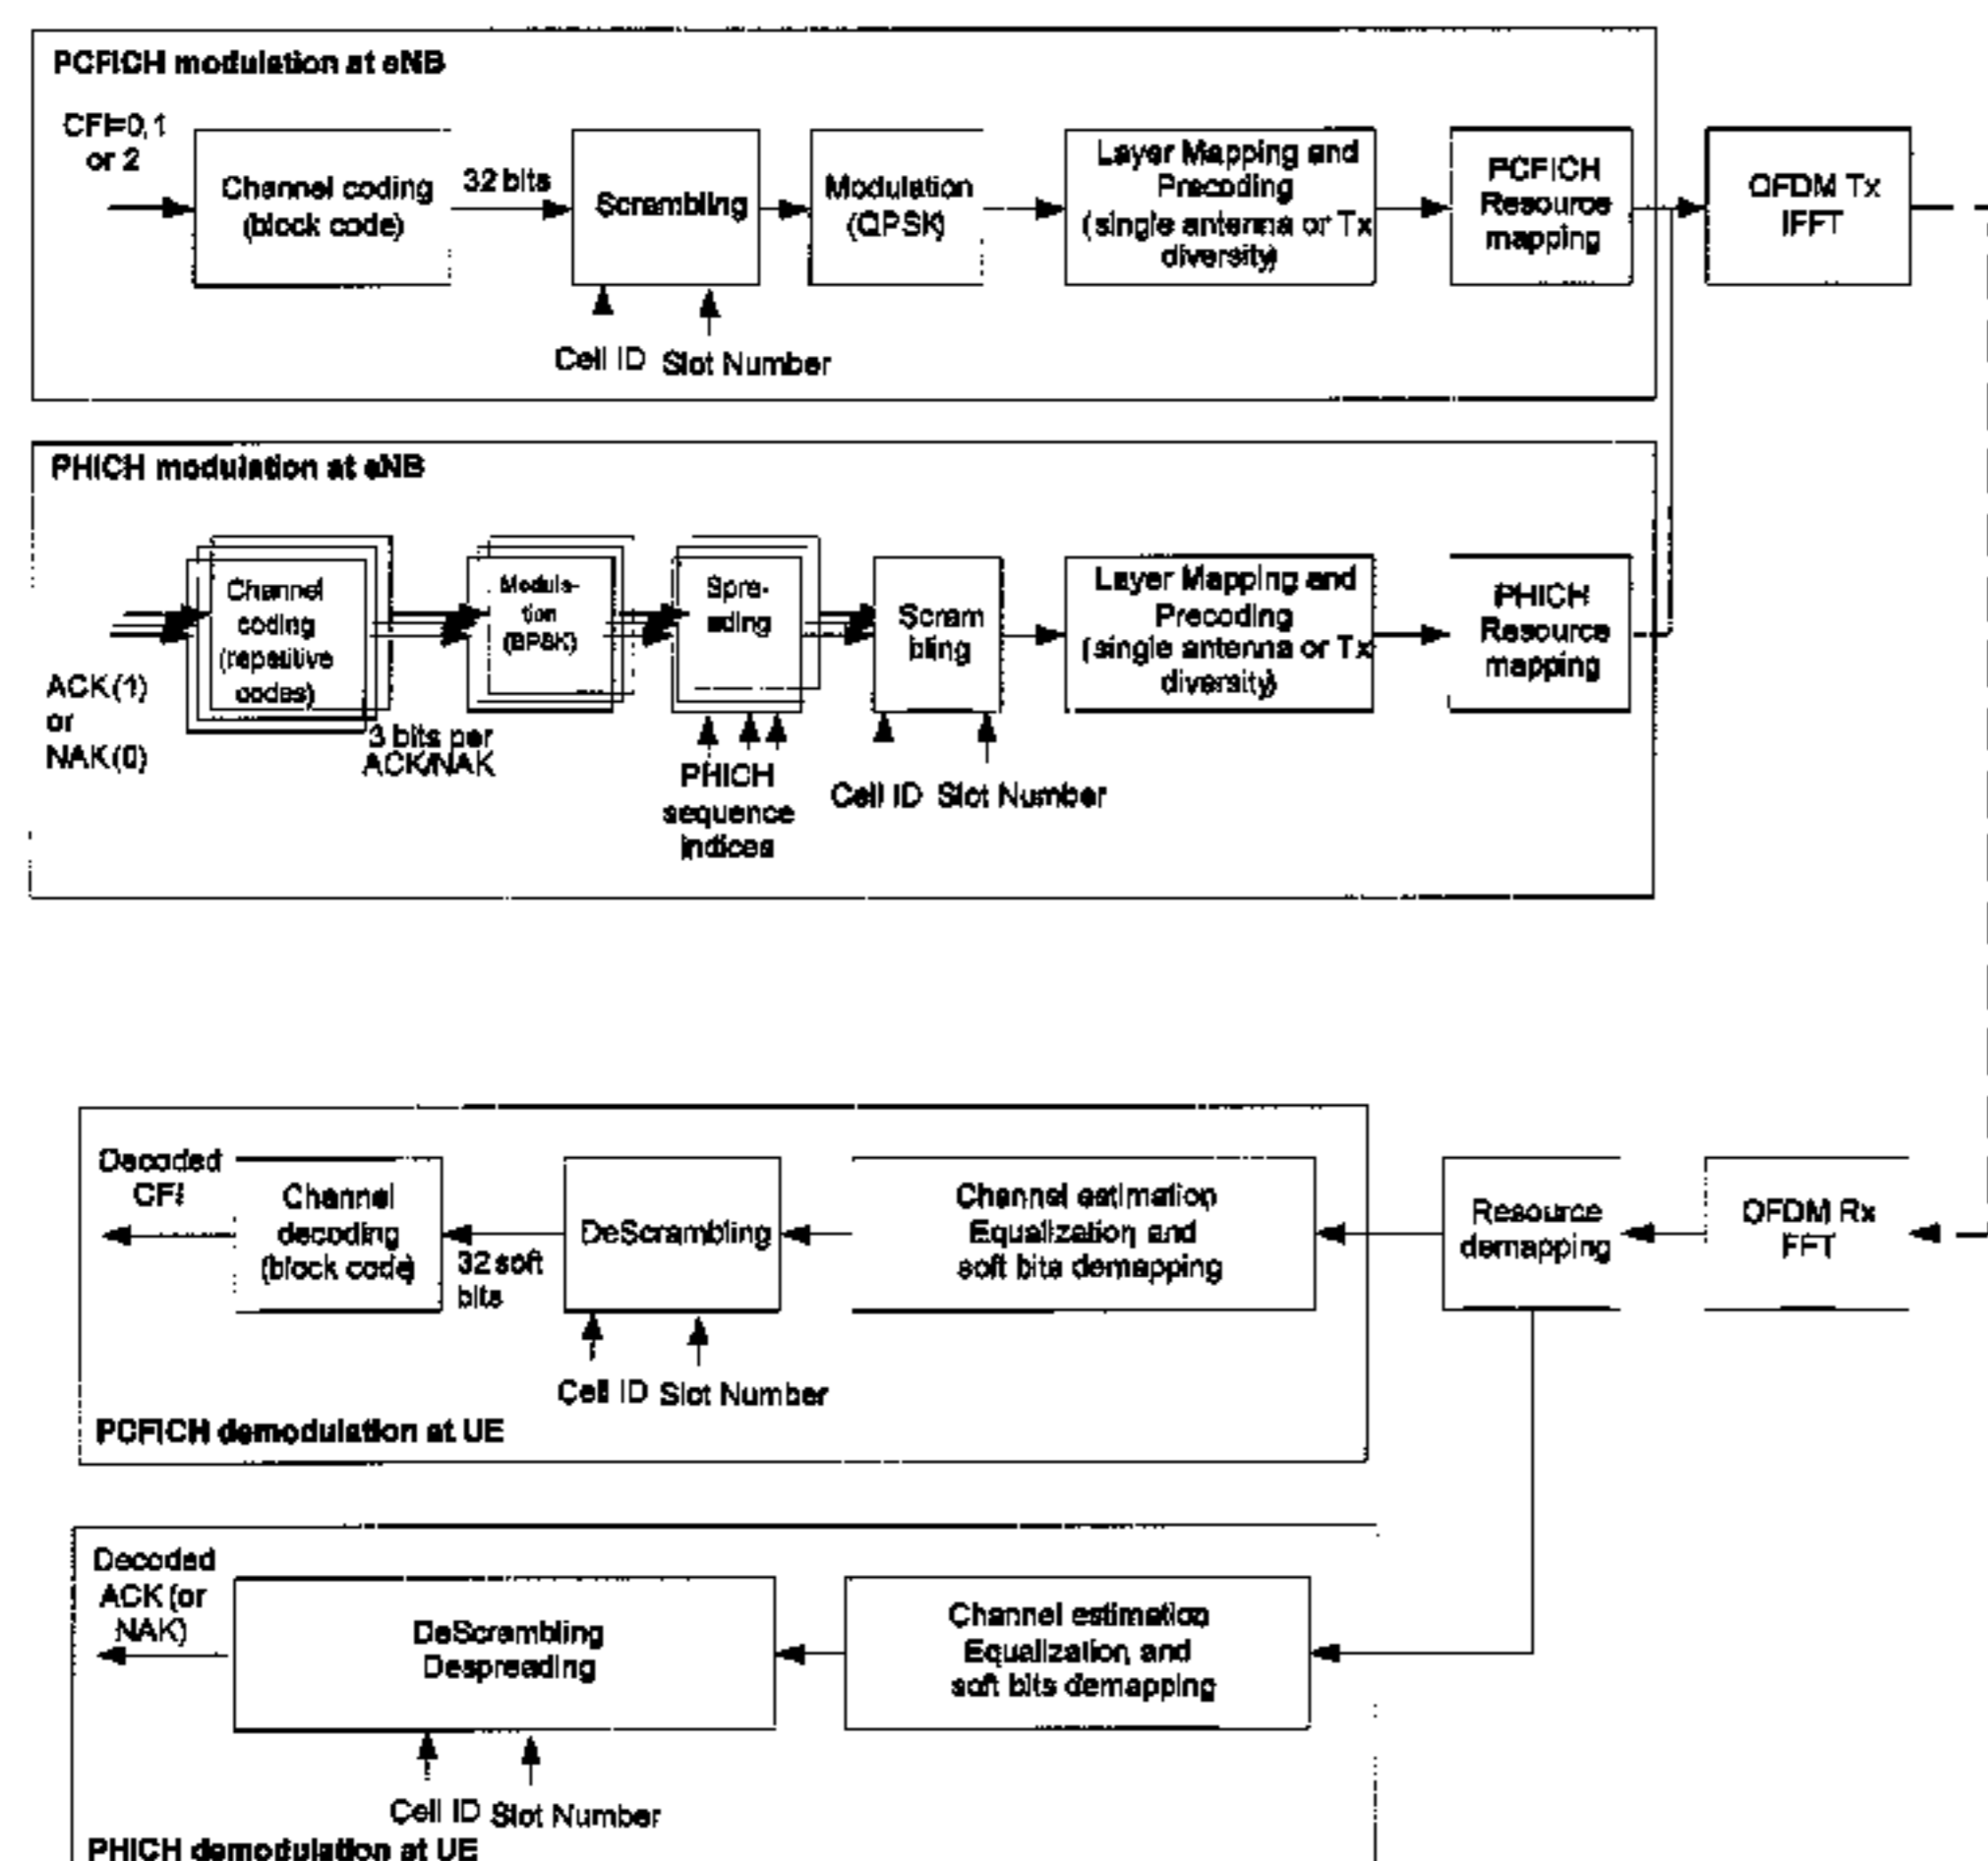 PCFICH modulation at eNB
CFI=0,1
or 2
Channel coding
(block code)
32 bits
Scrambling
Modulation
(QPSK)
Layer Mapping and
Precoding
(single antenna or Tx
diversity)
PCFICH
Resource
mapping
OFDM Tx
IFFT
Cell ID
Slot Number
PHICH modulation at eNB
Channel
coding
(repetitive
codes)
Modula-
tion
(BPSK)
Spre-
ading
Scram
bling
Layer Mapping and
Precoding
(single antenna or Tx
diversity)
PHICH
Resource
mapping
ACK(1)
or
NAK(0)
3 bits per
ACK/NAK
PHICH
sequence
indices
Cell ID
Slot Number
Decoded
CFI
Channel
decoding
(block code)
32 soft
bits
DeScrambling
Channel estimation
Equalization and
soft bits demapping
Resource
demapping
OFDM Rx
FFT
Cell ID
Slot Number
PCFICH demodulation at UE
Decoded
ACK (or
NAK)
DeScrambling
Despreading
Channel estimation
Equalization and
soft bits demapping
Cell ID
Slot Number
PHICH demodulation at UE